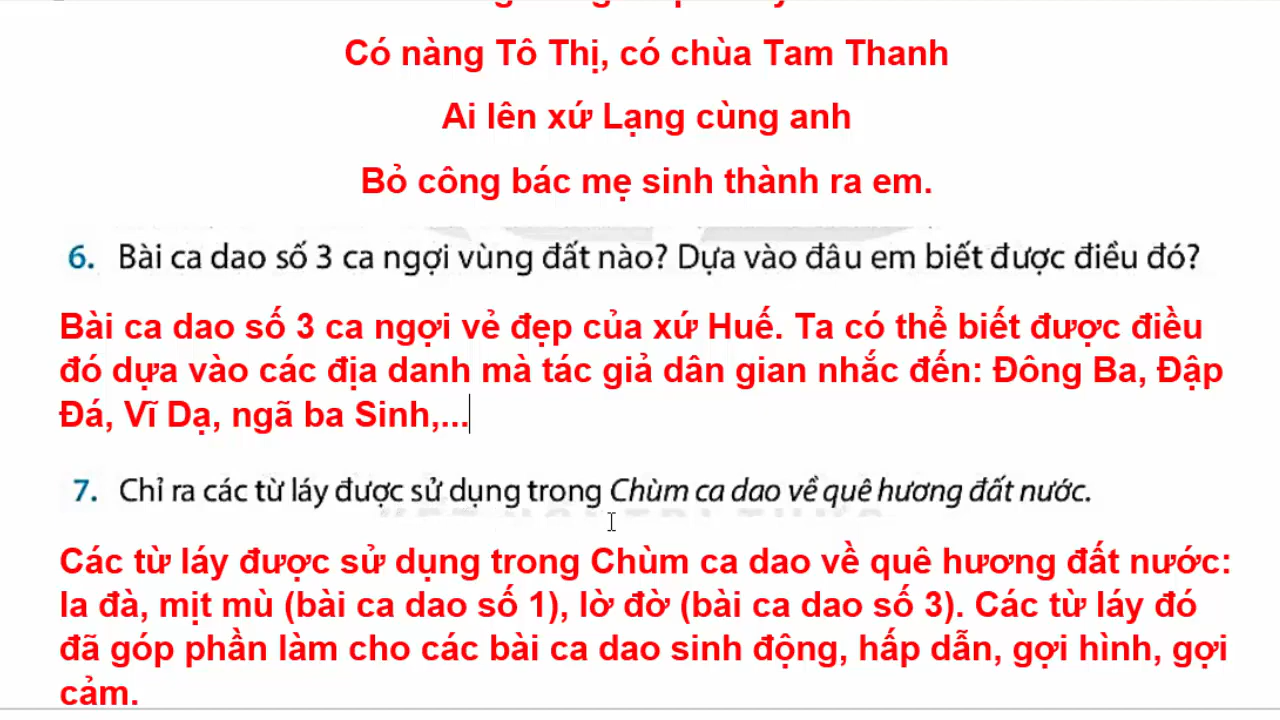 Có nàng Tô Thị, có chùa Tam Thanh
Ai lên xứ Lạng cùng anh
Bỏ công bác mẹ sinh thành ra em.
6. Bài ca dao số 3 ca ngợi vùng đất nào? Dựa vào đâu em biết được điều đó?
Bài ca dao số 3 ca ngợi vẻ đẹp của xứ Huế. Ta có thể biết được điều
đó dựa vào các địa danh mà tác giả dân gian nhắc đến: Đông Ba, Đập
Đá, Vĩ Dạ, ngã ba Sinh,...
7. Chỉ ra các từ láy được sử dụng trong Chùm ca dao về quê hương đất nước.
Các từ láy được sử dụng trong Chùm ca dao về quê hương đất nước:
la đà, mịt mù (bài ca dao số 1), lờ đờ (bài ca dao số 3). Các từ láy đó
đã góp phần làm cho các bài ca dao sinh động, hấp dẫn, gợi hình, gợi
cảm.